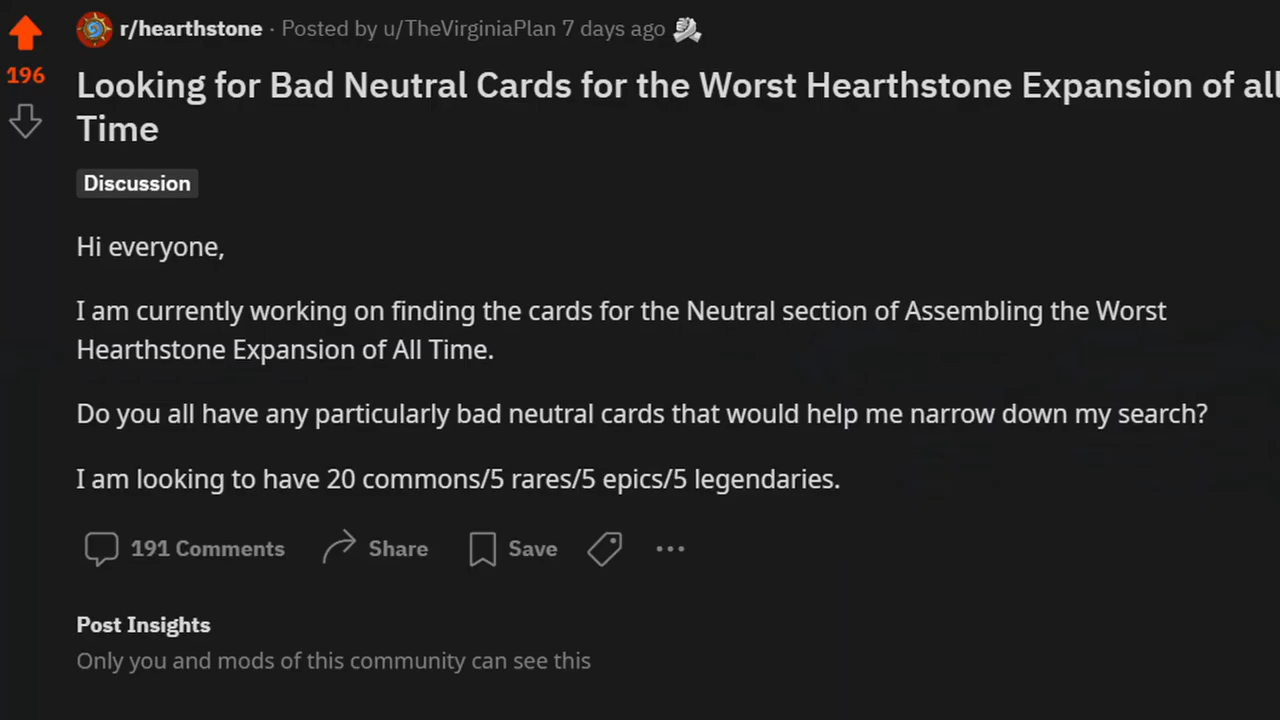 r/hearthstone · Posted by u/TheVirginiaPlan 7 days ago
196
Looking for Bad Neutral Cards for the Worst Hearthstone Expansion of all
Time
Discussion
Hi everyone,
I am currently working on finding the cards for the Neutral section of Assembling the Worst
Hearthstone Expansion of All Time.
Do you all have any particularly bad neutral cards that would help me narrow down my search?
I am looking to have 20 commons/5 rares/5 epics/5 legendaries.
191 Comments Share Save ...
Post Insights
Only you and mods of this community can see this